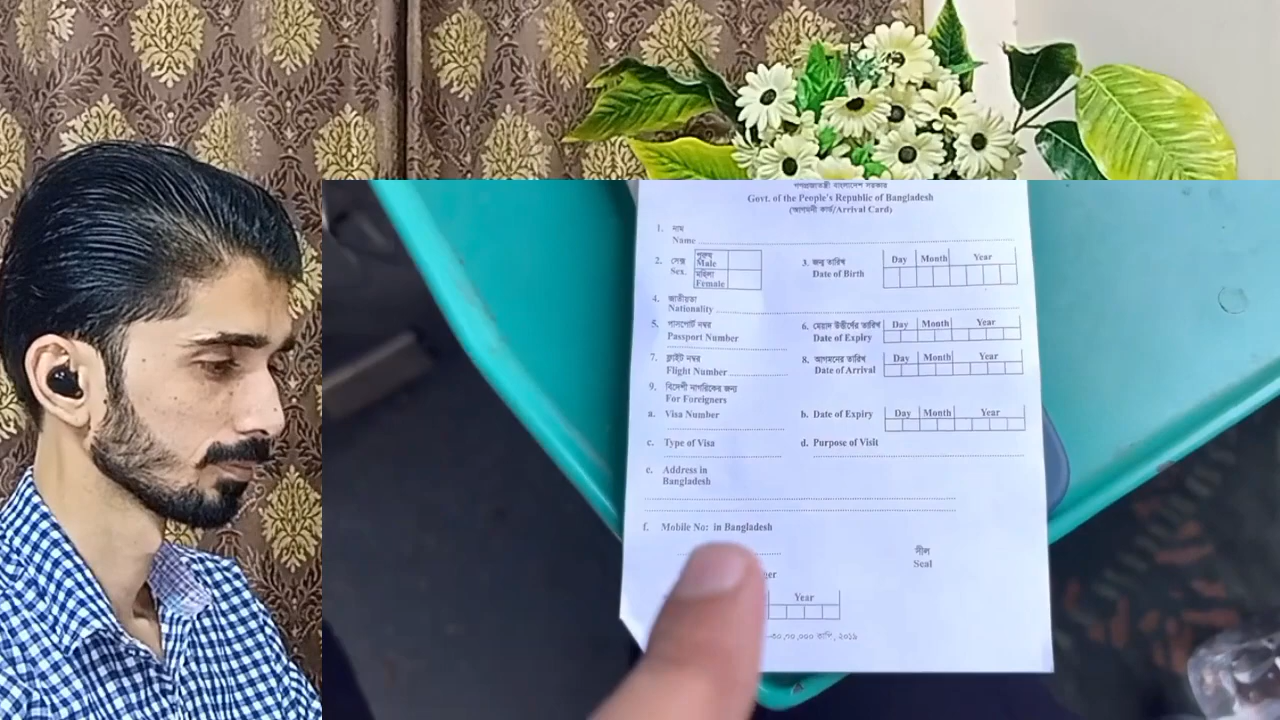 গণপ্রজাতন্ত্রী বাংলাদেশ সরকার
Govt. of the People's Republic of Bangladesh
(আগমনী কার্ড/Arrival Card)
1. নাম
Name
2. সেক্স
Sex.
পুরুষ
Male
মহিলা
Female
3. জন্ম তারিখ
Date of Birth
Day Month Year
4. জাতীয়তা
Nationality
5. পাসপোর্ট নম্বর
Passport Number
6. মেয়াদ উত্তীর্ণের তারিখ
Date of Expiry
Day Month Year
7. ফ্লাইট নম্বর
Flight Number
8. আগমনের তারিখ
Date of Arrival
Day Month Year
9. বিদেশী নাগরিকের জন্য
For Foreigners
a. Visa Number
b. Date of Expiry
Day Month Year
c. Type of Visa
d. Purpose of Visit
e. Address in
Bangladesh
f. Mobile No: in Bangladesh
সীল
Seal
Year
কপি, ২০১৯